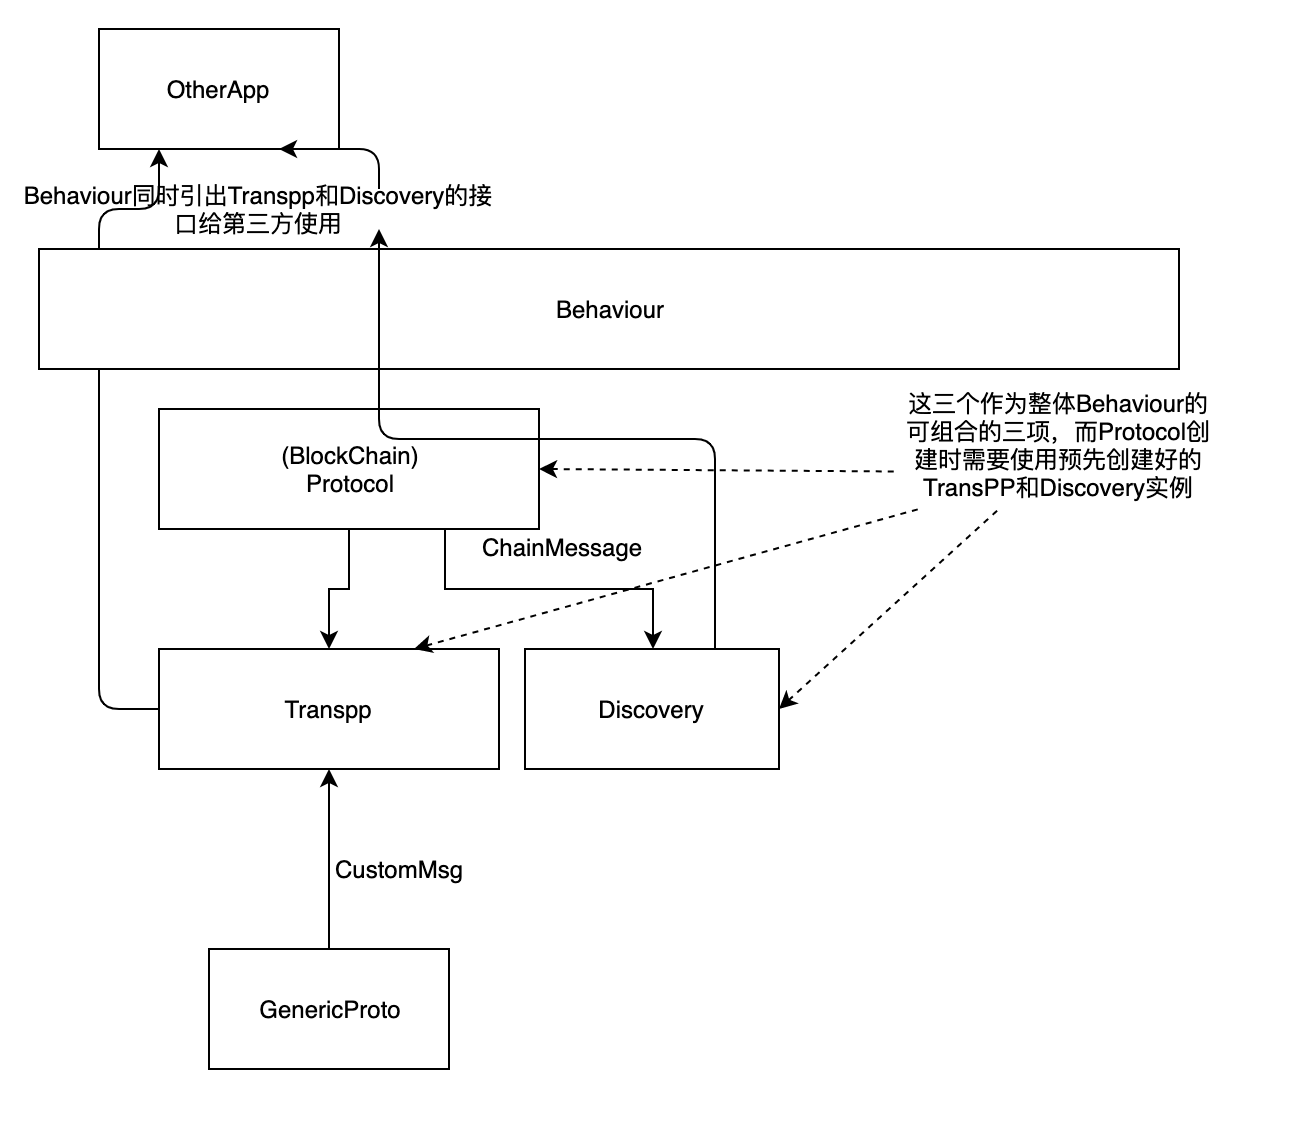 OtherApp
Behaviour同时引出Transpp和Discovery的接
口给第三方使用
Behaviour
这三个作为整体Behaviour的
可组合的三项，而Protocol创
建时需要使用预先创建好的
TransPP和Discovery实例
(BlockChain)
Protocol
ChainMessage
Transpp
Discovery
CustomMsg
GenericProto